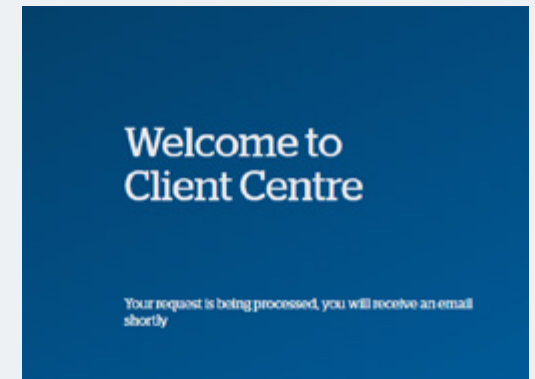 Welcome to
Client Centre
Your request is being processed, you will receive an email
shortly